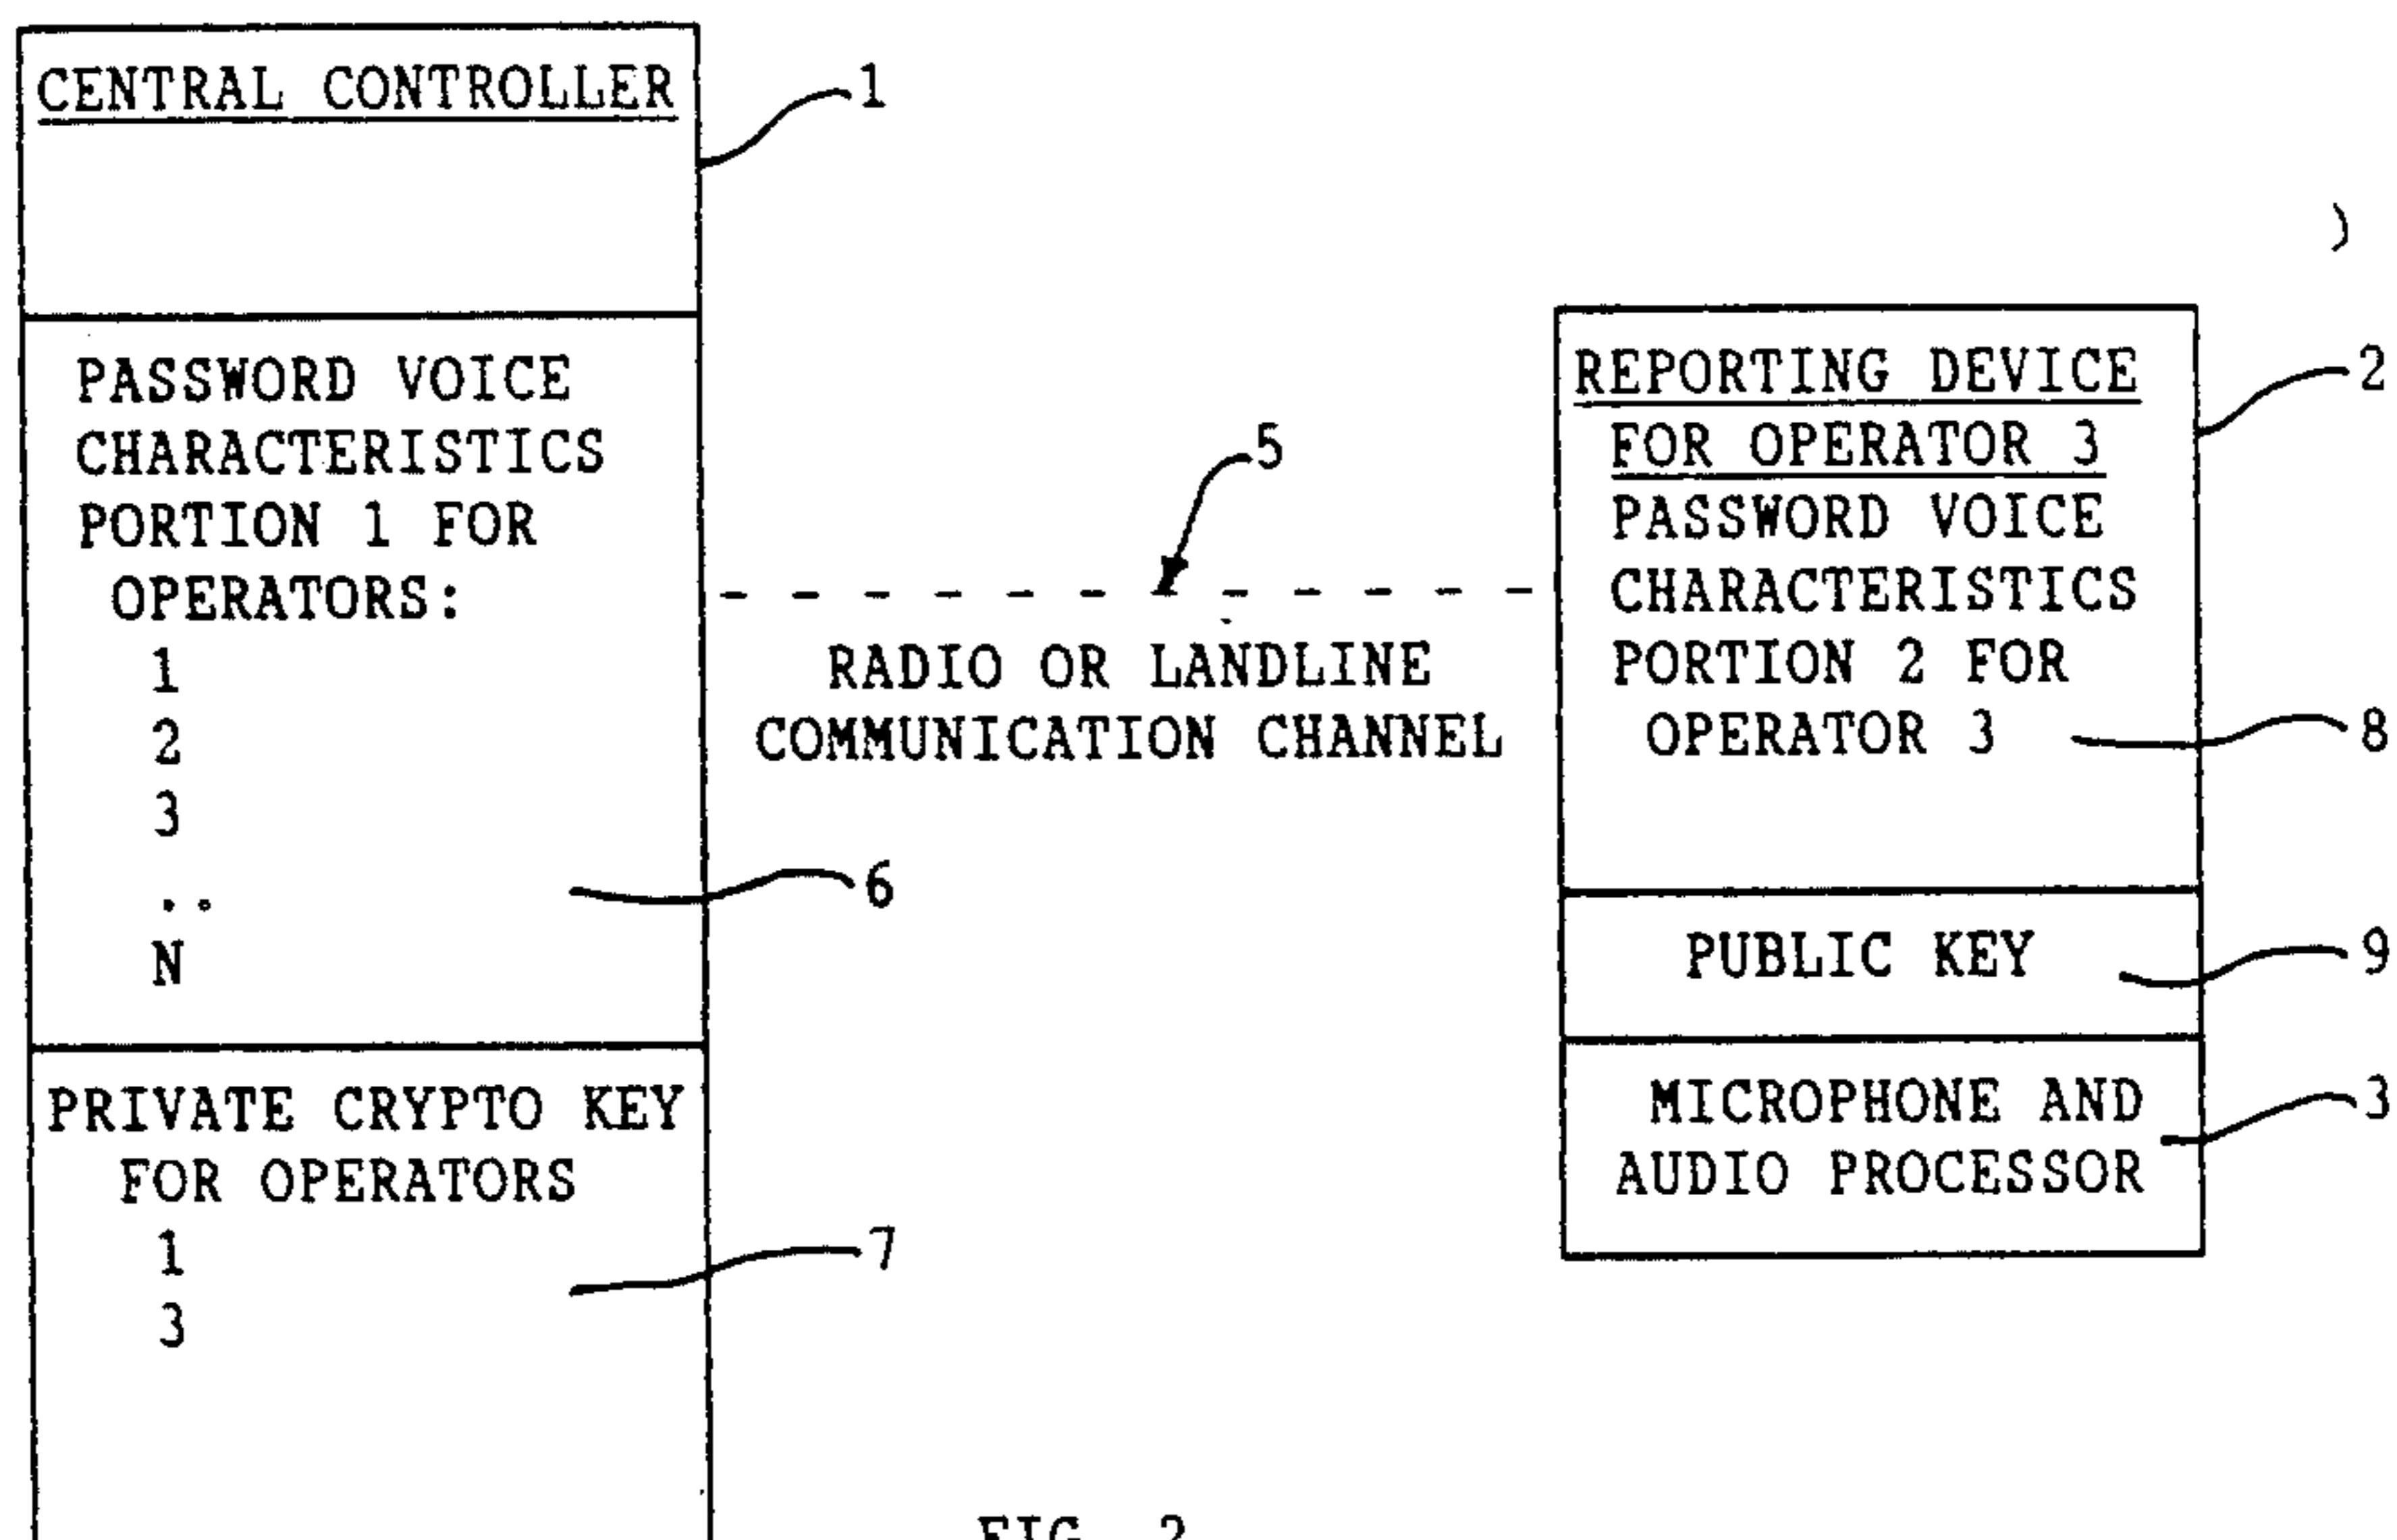 CENTRAL CONTROLLER
1
PASSWORD VOICE
CHARACTERISTICS
PORTION 1 FOR
OPERATORS:
1
2
3
..
N
6
PRIVATE CRYPTO KEY
FOR OPERATORS
1
3
7
5
RADIO OR LANDLINE
COMMUNICATION CHANNEL
REPORTING DEVICE
FOR OPERATOR 3
2
PASSWORD VOICE
CHARACTERISTICS
PORTION 2 FOR
OPERATOR 3
8
PUBLIC KEY
9
MICROPHONE AND
AUDIO PROCESSOR
3
FIG. 2